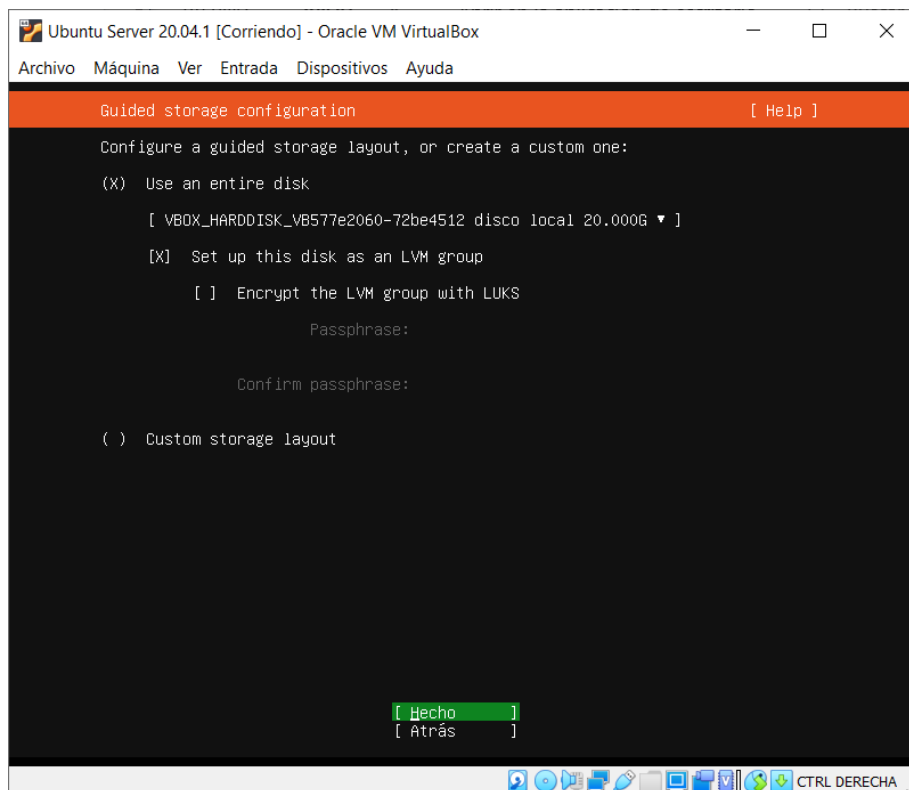 Ubuntu Server 20.04.1 [Corriendo] - Oracle VM VirtualBox
Archivo Máquina Ver Entrada Dispositivos Ayuda
Guided storage configuration [ Help ]
Configure a guided storage layout, or create a custom one:
(X) Use an entire disk
[ VBOX_HARDDISK_VB577e2060-72be4512 disco local 20.000G ▾ ]
[X] Set up this disk as an LVM group
[ ] Encrypt the LVM group with LUKS
Passphrase:
Confirm passphrase:
( ) Custom storage layout
[ Hecho ]
[ Atrás ]
CTRL DERECHA